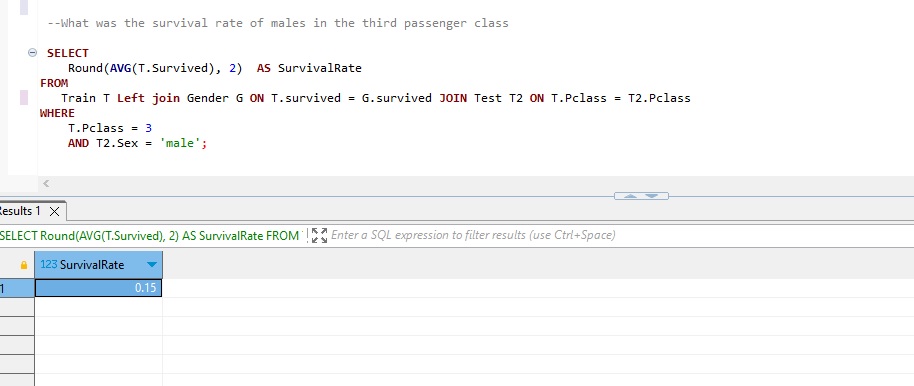 --What was the survival rate of males in the third passenger class
SELECT
Round(AVG(T.Survived), 2)  AS SurvivalRate
FROM
Train T Left join Gender G ON T.survived = G.survived JOIN Test T2 ON T.Pclass = T2.Pclass
WHERE
T.Pclass = 3
AND T2.Sex = 'male';
esults 1
SELECT Round(AVG(T.Survived), 2) AS SurvivalRate FROM Enter a SQL expression to filter results (use Ctrl+Space)
123 SurvivalRate
1 0.15